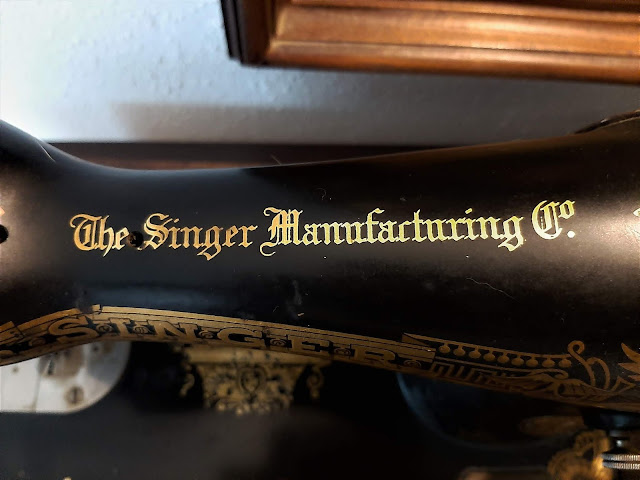 The Singer Manufacturing Co.
SINGER